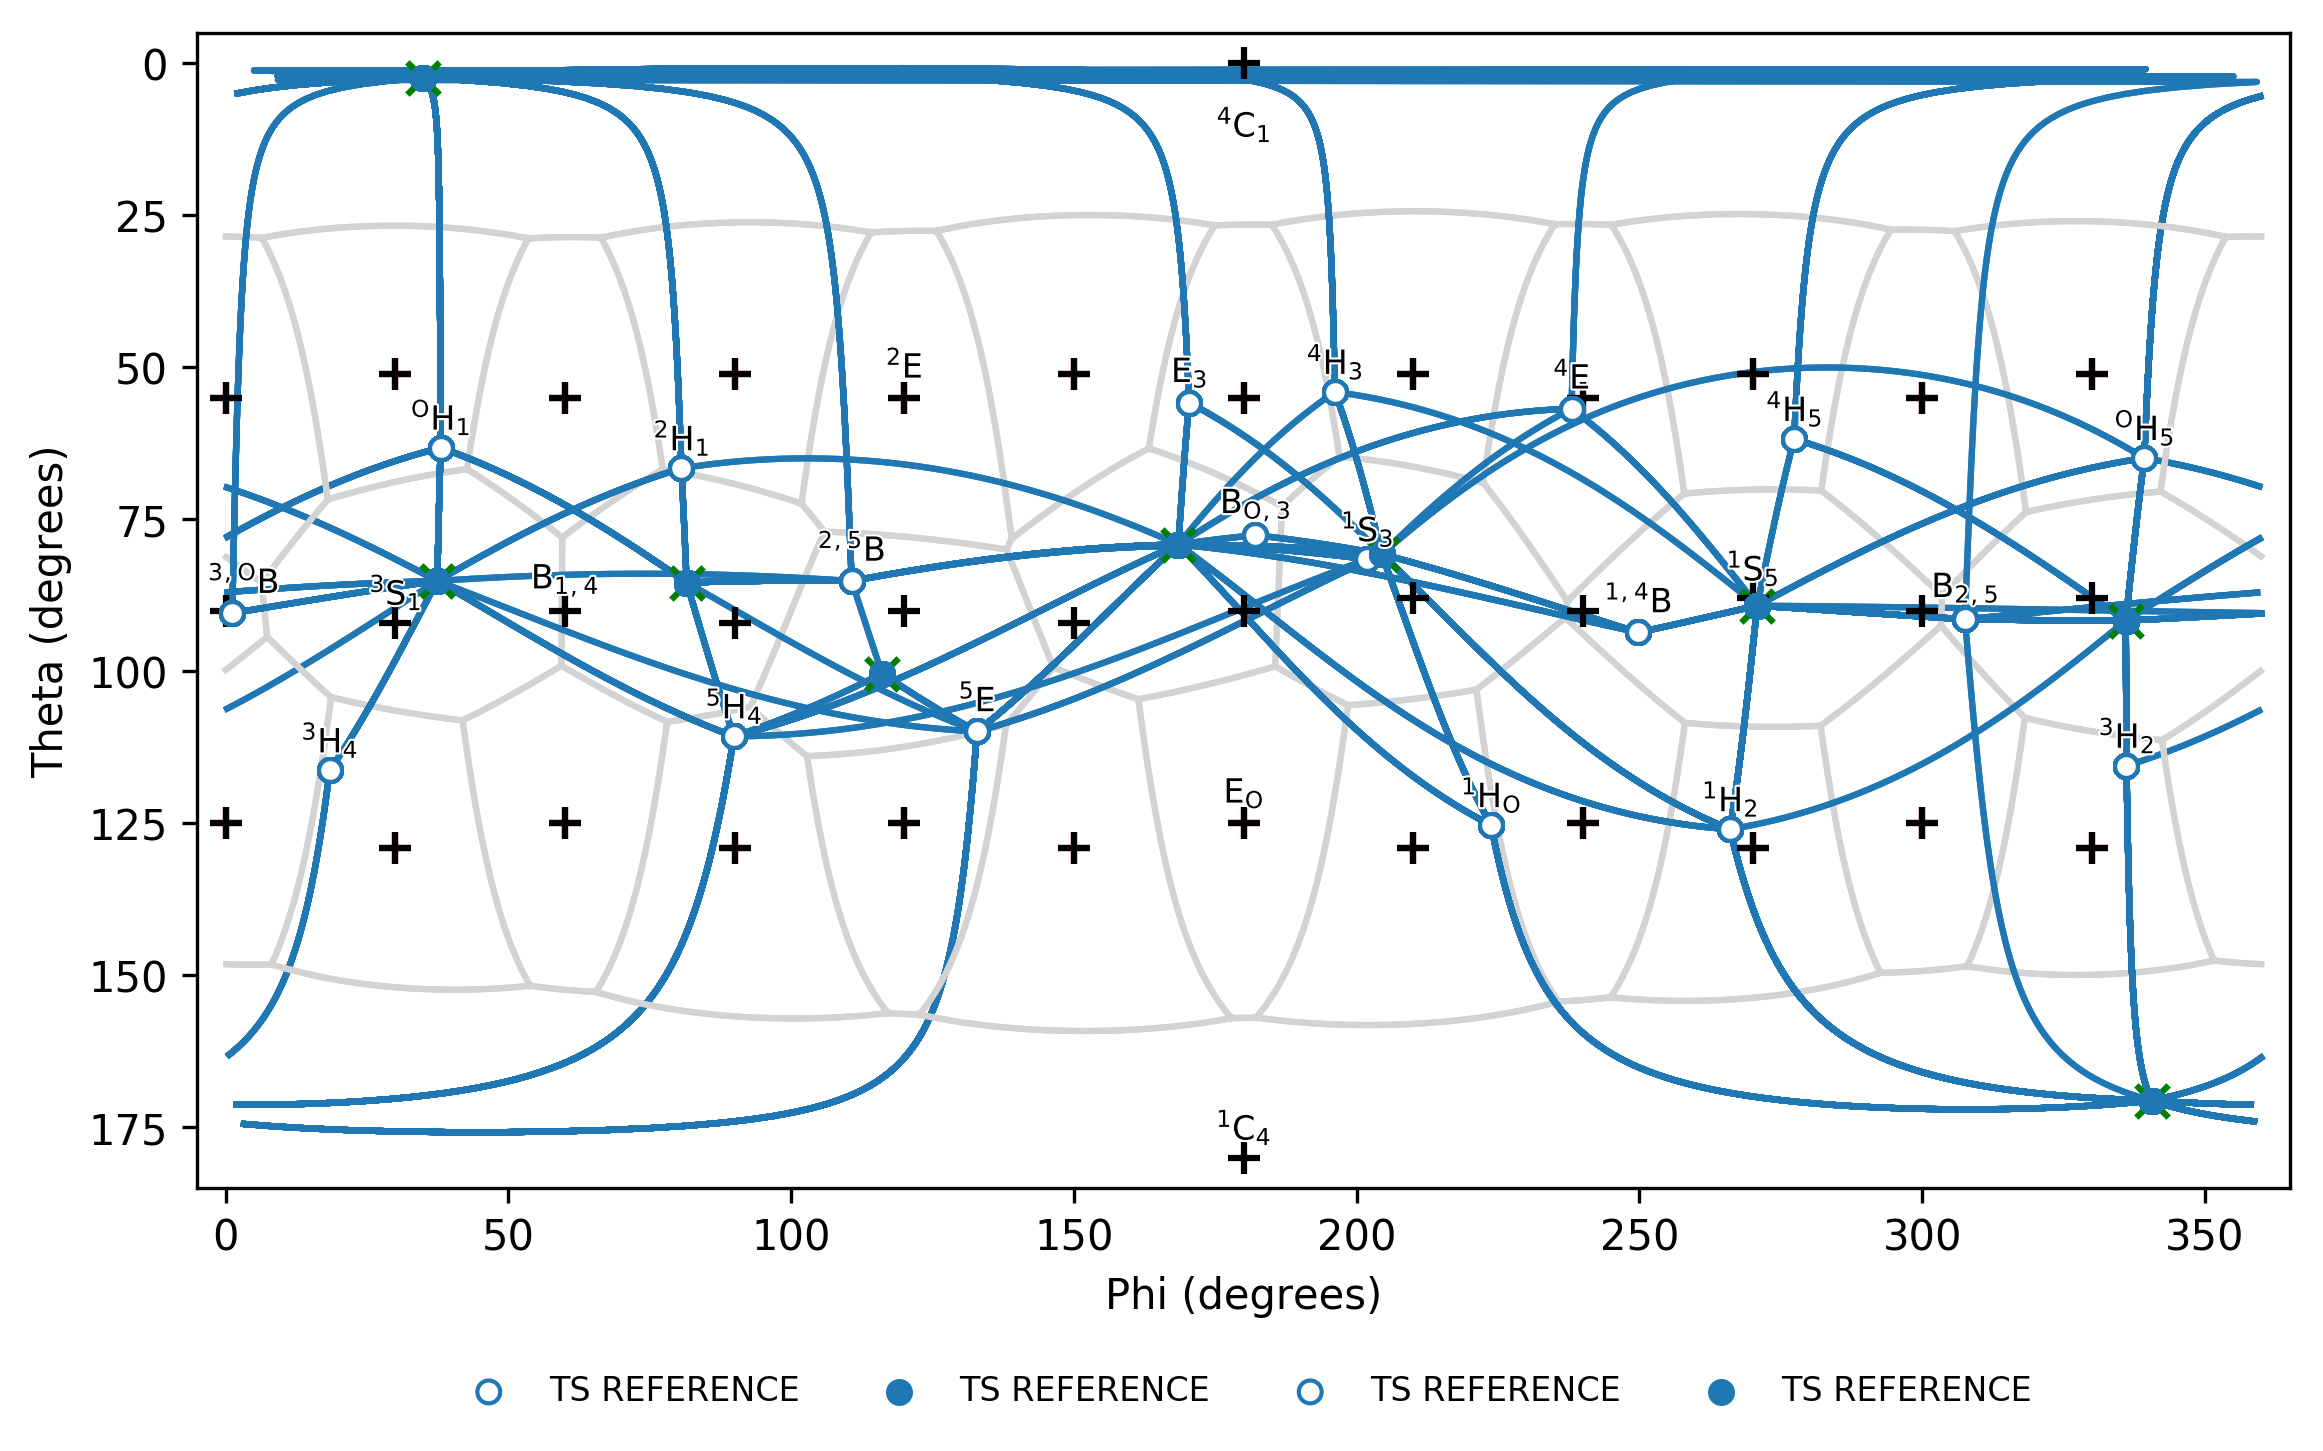 0
25
50
75
100
125
150
175
Theta (degrees)
⁴C₁
²E
E₃
⁴H₃
⁴E
⁴H₅
ᴼH₅
ᴼH₁
²H₁
B_O,3
¹S₃
²,⁵B
³,ᴼB
³S₁
B₁,₄
¹S₅
¹,⁴B
B₂,₅
⁵H₄
⁵E
³H₄
³H₂
E_O
¹H_O
¹H₂
¹C₄
0 50 100 150 200 250 300 350
Phi (degrees)
TS REFERENCE TS REFERENCE TS REFERENCE TS REFERENCE